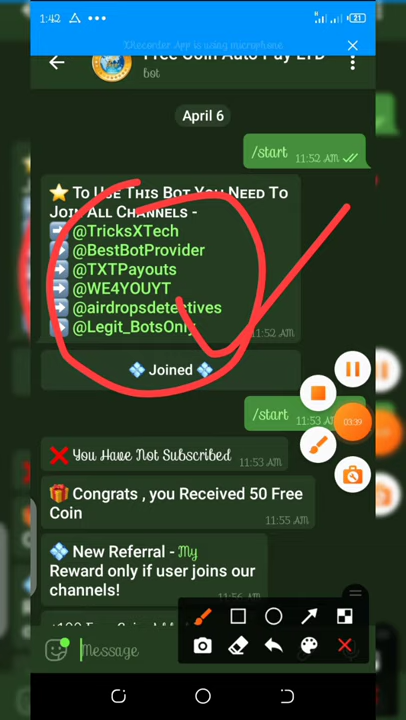 1:42
XRecorder App is using microphone
Free Coin Auto Pay LTD
bot
April 6
/start 11:52 AM
⭐ To Use This Bot You Need To
Join All Channels -
➡️ @TricksXTech
➡️ @BestBotProvider
➡️ @TXTPayouts
➡️ @WE4YOUYT
➡️ @airdropsdetectives
➡️ @Legit_BotsOnly
11:52 AM
💠 Joined 💠
/start 11:53 AM
03:39
❌ You Have Not Subscribed
11:53 AM
🎁 Congrats , you Received 50 Free
Coin
11:55 AM
💠 New Referral - My
Reward only if user joins our
channels!
11:56 AM
Message